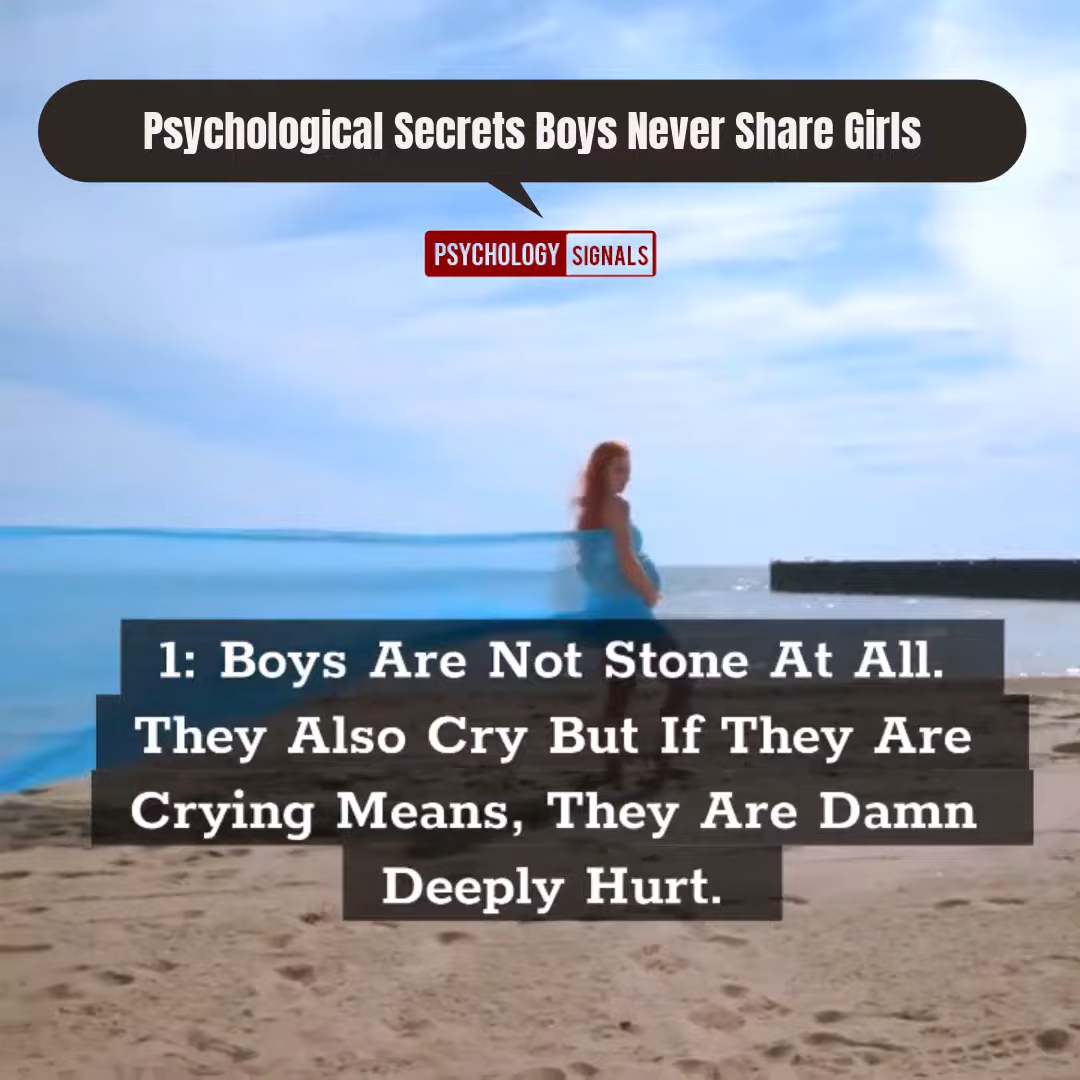 Psychological Secrets Boys Never Share Girls
PSYCHOLOGY SIGNALS
1: Boys Are Not Stone At All.
They Also Cry But If They Are
Crying Means, They Are Damn
Deeply Hurt.